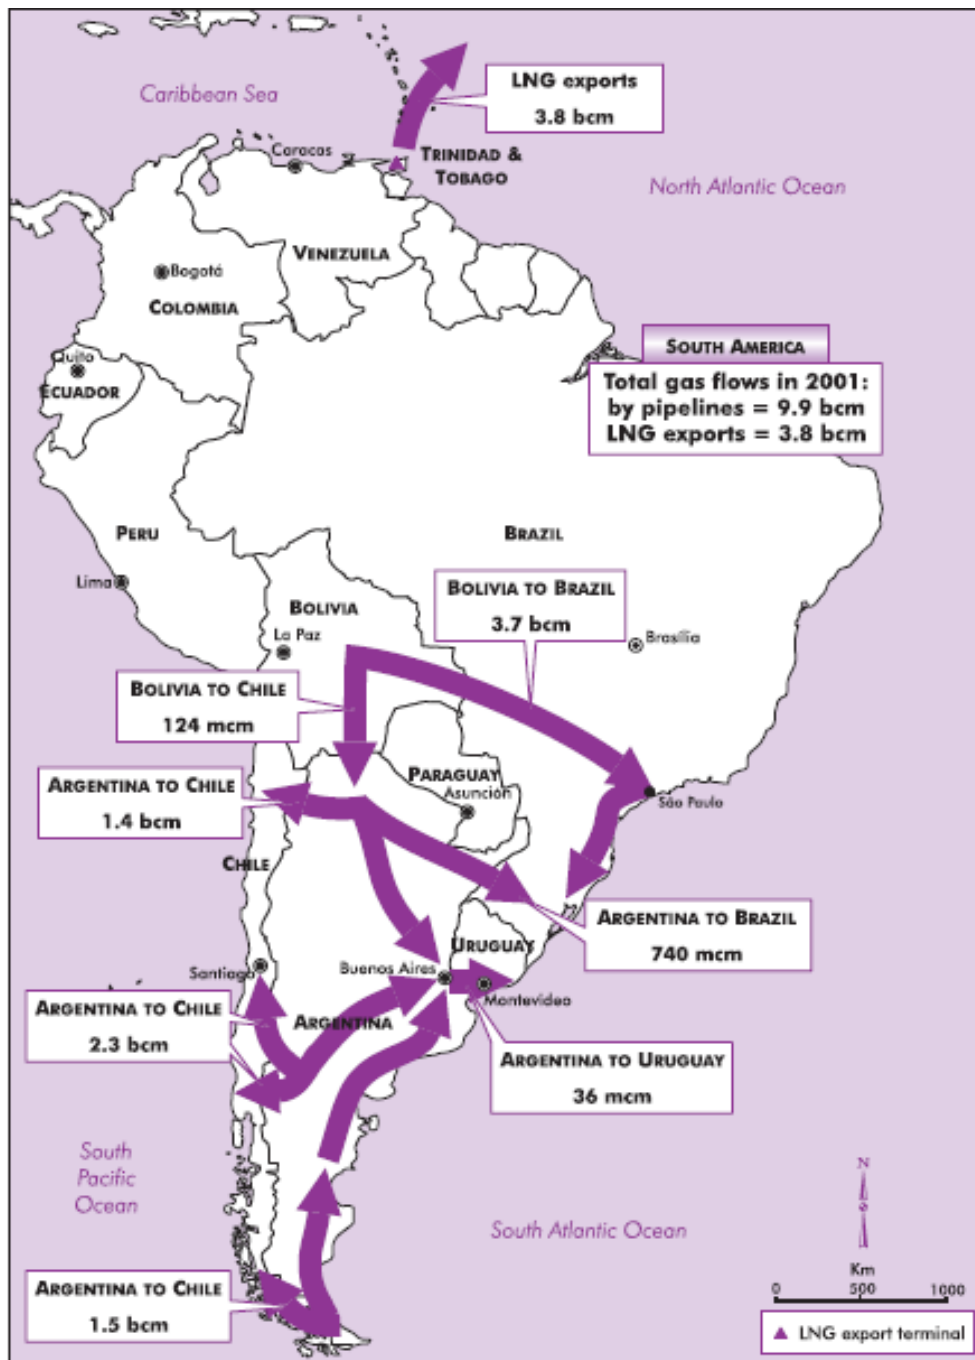 Caribbean Sea
LNG exports
3.8 bcm
Caracas
TRINIDAD &
TOBAGO
North Atlantic Ocean
VENEZUELA
Bogotá
COLOMBIA
SOUTH AMERICA
Total gas flows in 2001:
by pipelines = 9.9 bcm
LNG exports = 3.8 bcm
Quito
ECUADOR
PERU
BRAZIL
Lima
BOLIVIA TO BRAZIL
3.7 bcm
BOLIVIA
La Paz
Brasília
BOLIVIA TO CHILE
124 mcm
ARGENTINA TO CHILE
1.4 bcm
PARAGUAY
Asunción
São Paulo
CHILE
ARGENTINA TO BRAZIL
740 mcm
URUGUAY
Santiago
Buenos Aires
Montevideo
ARGENTINA TO CHILE
2.3 bcm
ARGENTINA
ARGENTINA TO URUGUAY
36 mcm
South
Pacific
Ocean
South Atlantic Ocean
N
ARGENTINA TO CHILE
1.5 bcm
Km
0 500 1000
LNG export terminal